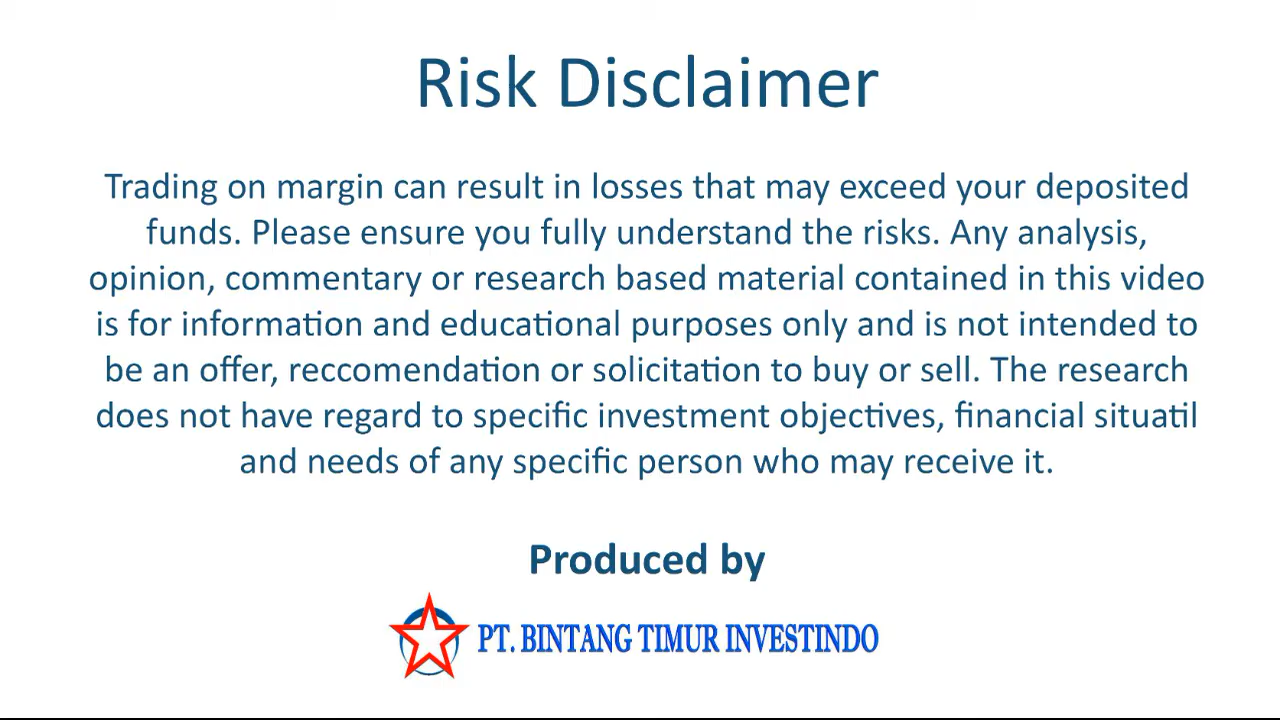 Risk Disclaimer
Trading on margin can result in losses that may exceed your deposited
funds. Please ensure you fully understand the risks. Any analysis,
opinion, commentary or research based material contained in this video
is for information and educational purposes only and is not intended to
be an offer, reccomendation or solicitation to buy or sell. The research
does not have regard to specific investment objectives, financial situatil
and needs of any specific person who may receive it.
Produced by
PT. BINTANG TIMUR INVESTINDO